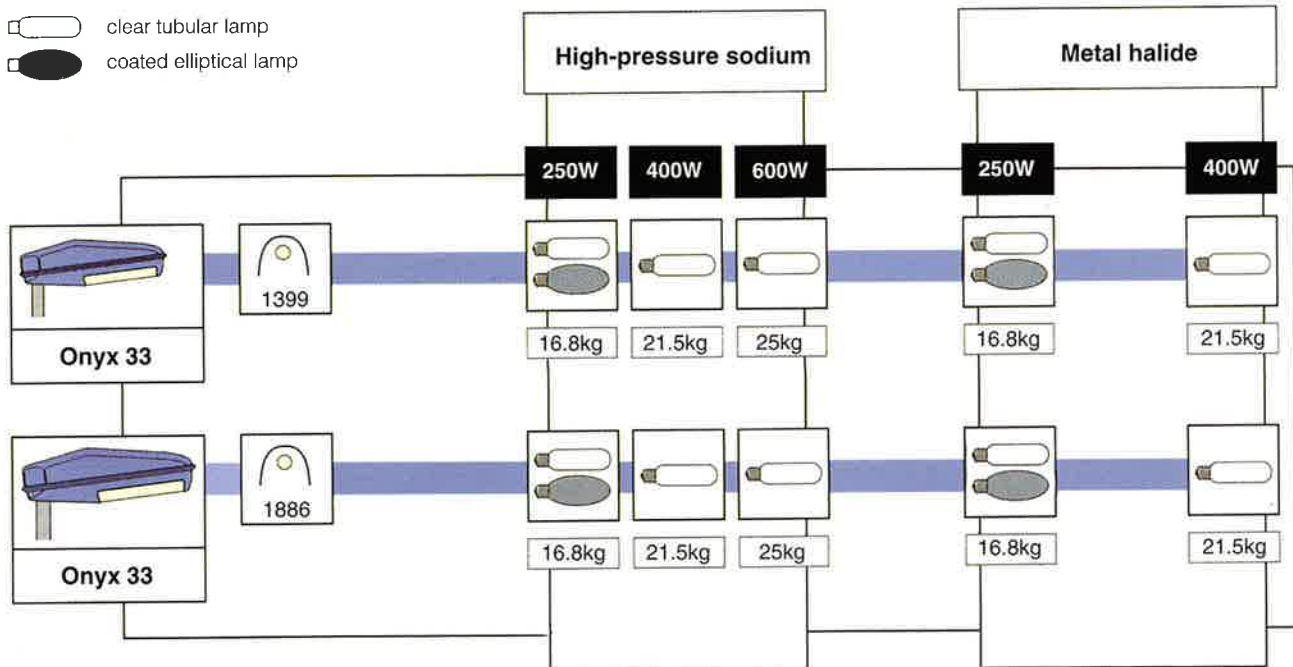 clear tubular lamp
coated elliptical lamp
High-pressure sodium
Metal halide
250W 400W 600W 250W 400W
1399
16.8kg 21.5kg 25kg 16.8kg 21.5kg
Onyx 33
1886
16.8kg 21.5kg 25kg 16.8kg 21.5kg
Onyx 33